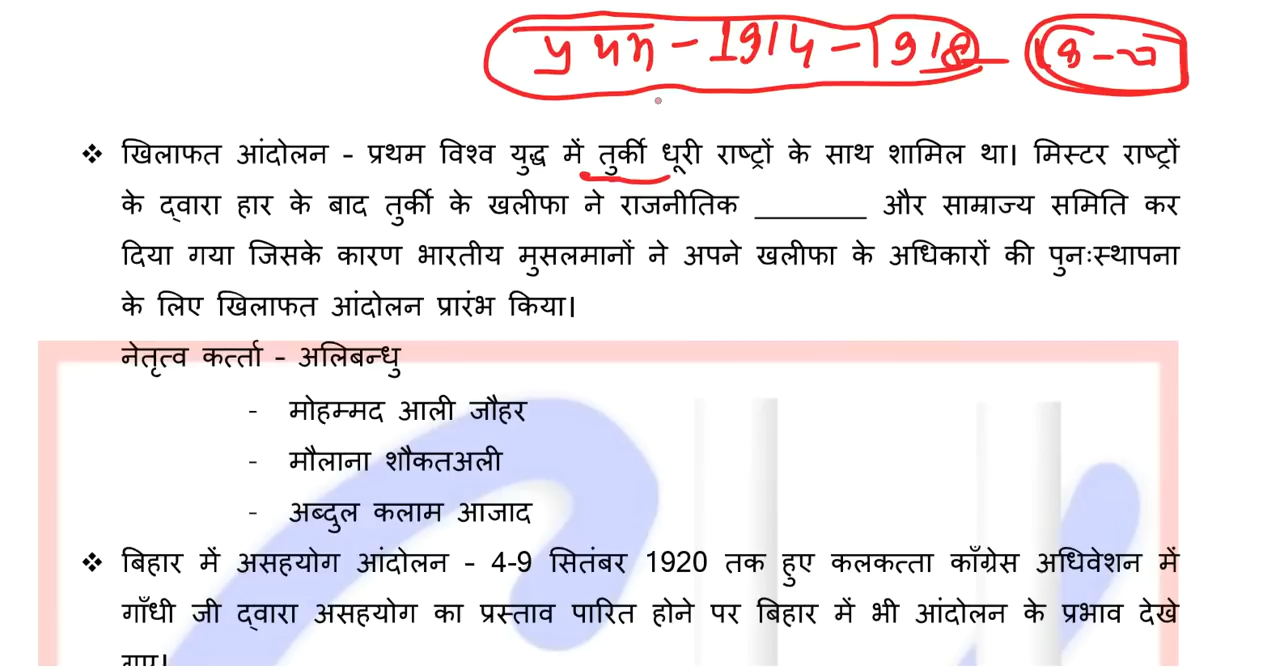 1914-1918
❖ खिलाफत आंदोलन - प्रथम विश्व युद्ध में तुर्की धूरी राष्ट्रों के साथ शामिल था। मिस्टर राष्ट्रों
के द्वारा हार के बाद तुर्की के खलीफा ने राजनीतिक ________ और साम्राज्य समिति कर
दिया गया जिसके कारण भारतीय मुसलमानों ने अपने खलीफा के अधिकारों की पुनःस्थापना
के लिए खिलाफत आंदोलन प्रारंभ किया।
नेतृत्व कर्त्ता - अलिबन्धु
- मोहम्मद आली जौहर
- मौलाना शौकतअली
- अब्दुल कलाम आजाद
❖ बिहार में असहयोग आंदोलन - 4-9 सितंबर 1920 तक हुए कलकत्ता काँग्रेस अधिवेशन में
गाँधी जी द्वारा असहयोग का प्रस्ताव पारित होने पर बिहार में भी आंदोलन के प्रभाव देखे
गए।